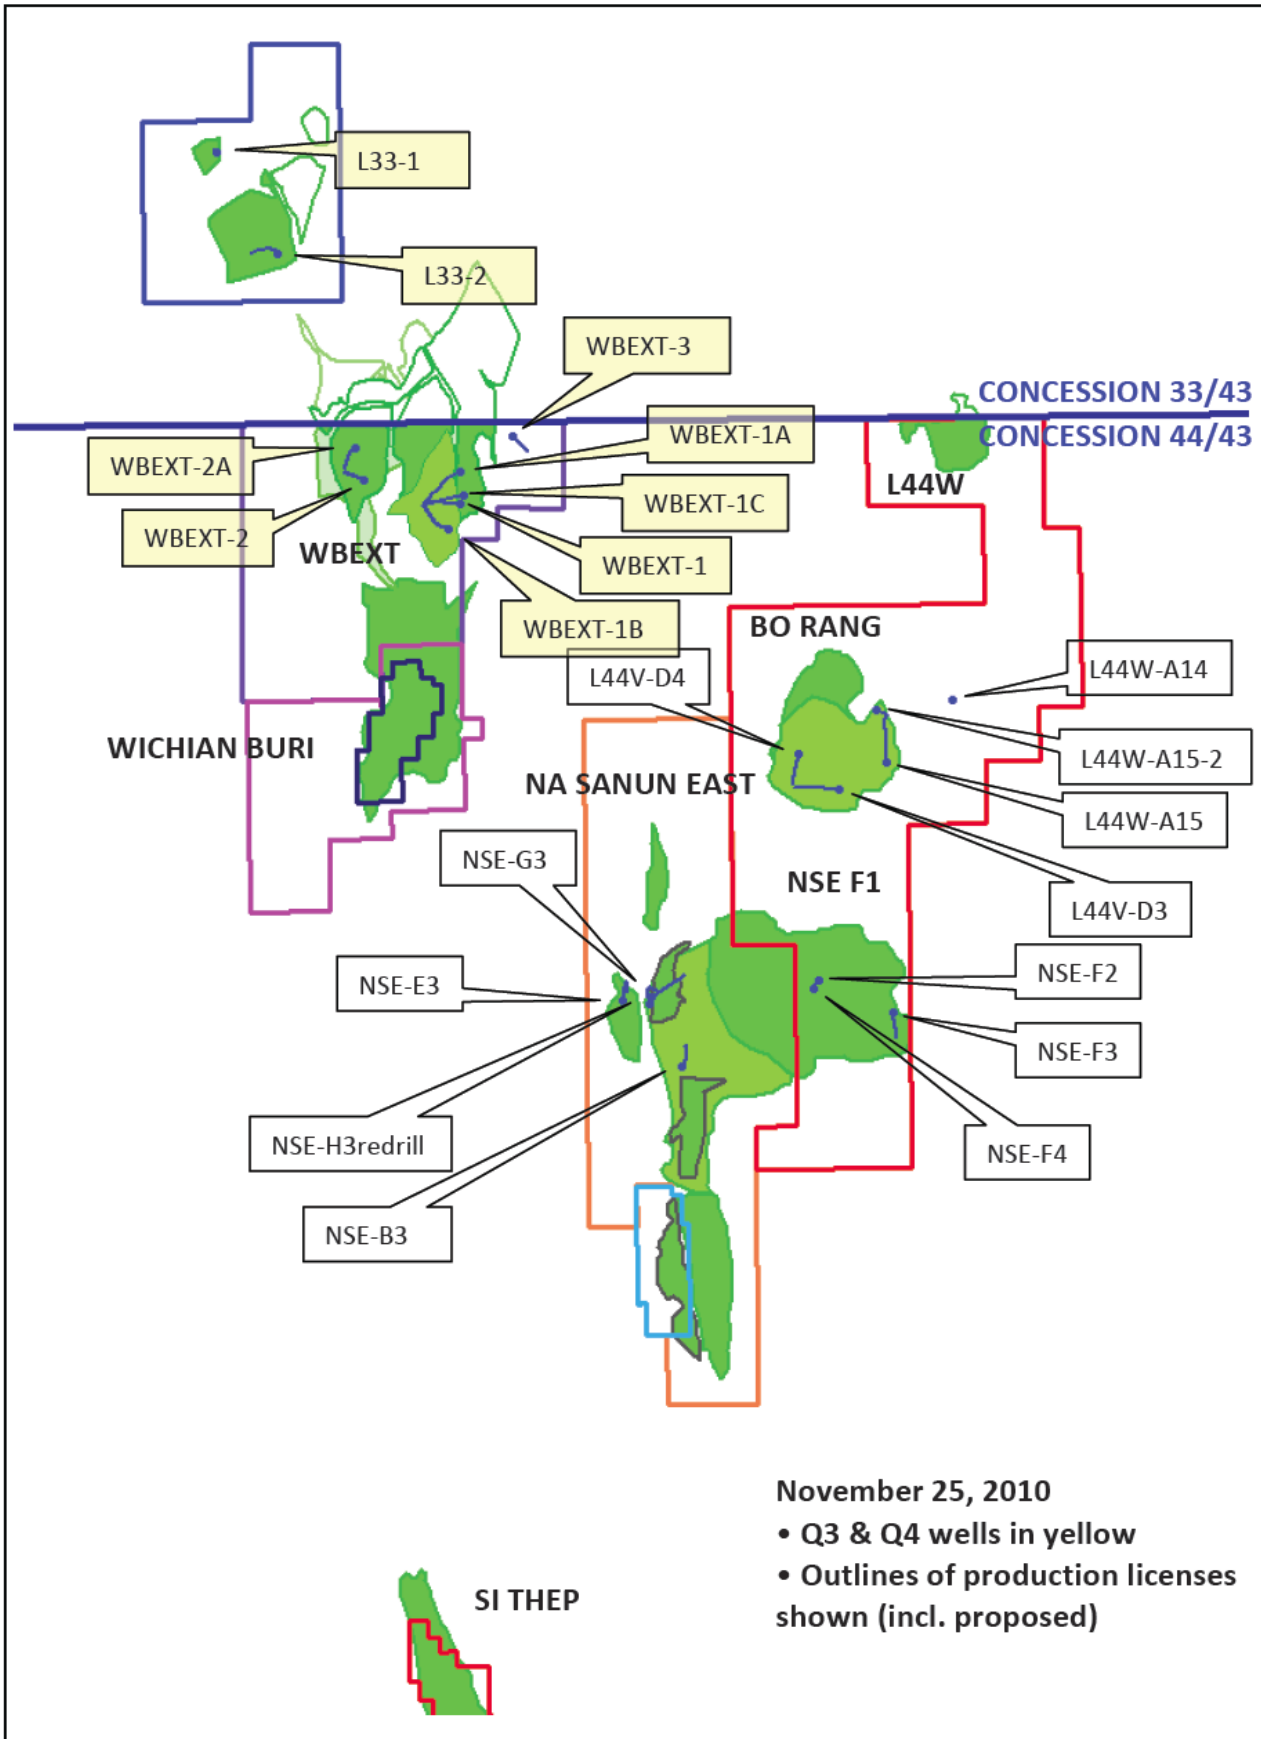 L33-1
L33-2
WBEXT-3
CONCESSION 33/43
WBEXT-1A
CONCESSION 44/43
WBEXT-2A
L44W
WBEXT-1C
WBEXT-2
WBEXT
WBEXT-1
WBEXT-1B
BO RANG
L44V-D4
L44W-A14
WICHIAN BURI
L44W-A15-2
NA SANUN EAST
L44W-A15
NSE-G3
NSE F1
L44V-D3
NSE-E3
NSE-F2
NSE-F3
NSE-H3redrill
NSE-F4
NSE-B3
November 25, 2010
• Q3 & Q4 wells in yellow
• Outlines of production licenses
shown (incl. proposed)
SI THEP